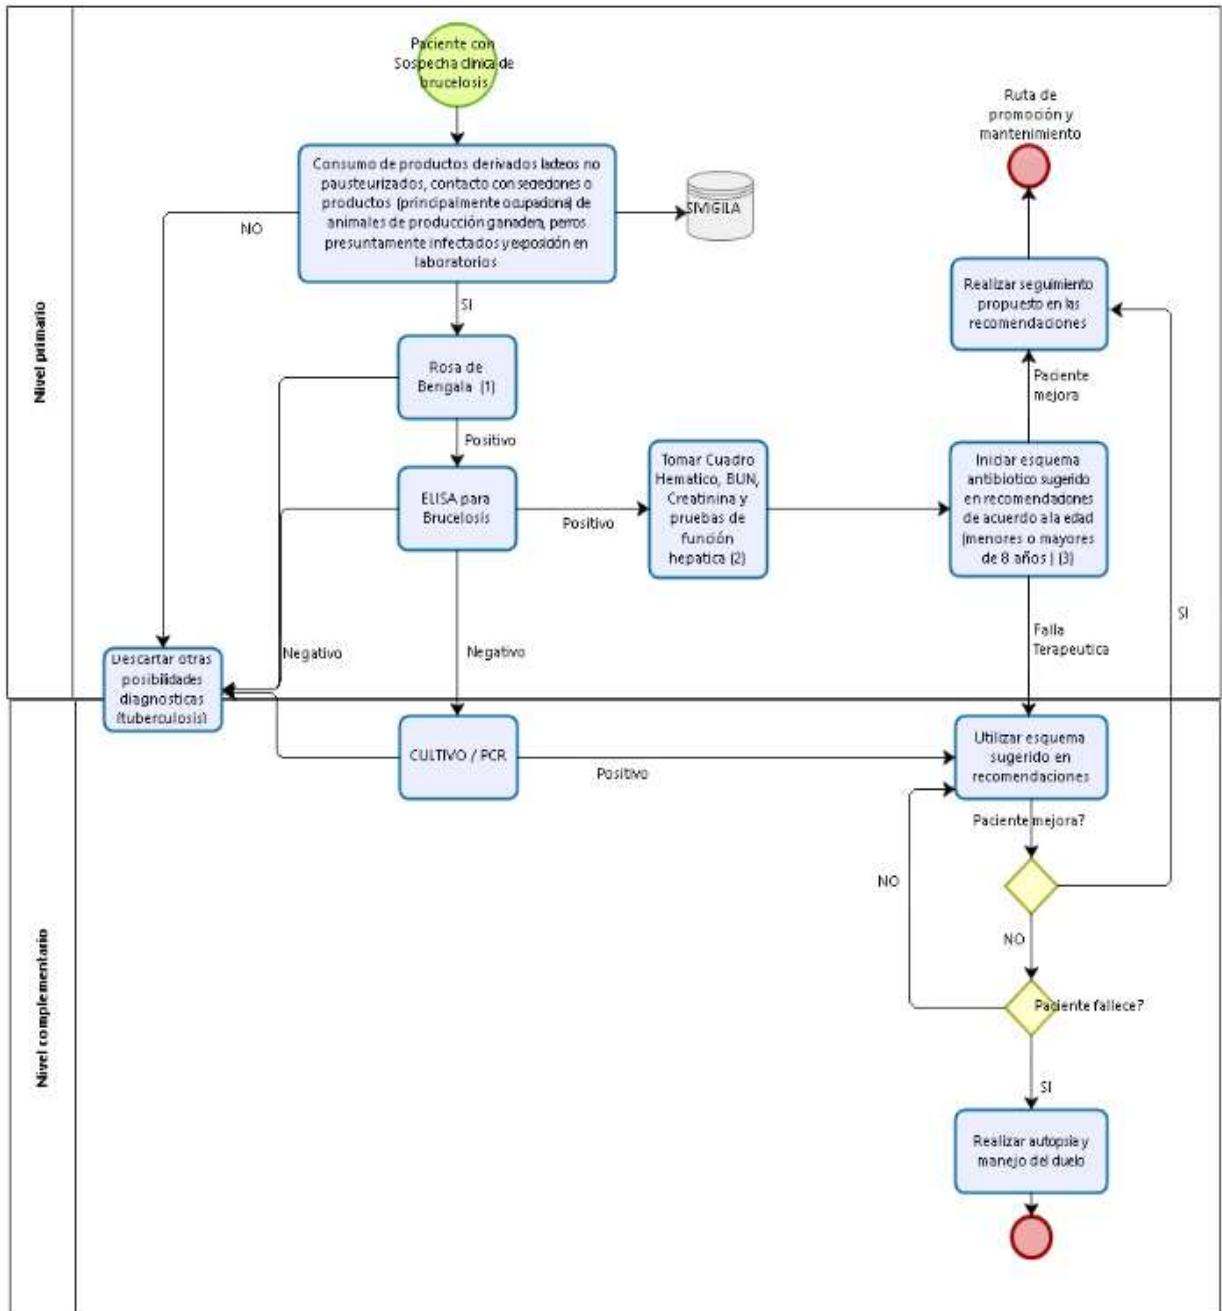 Paciente con
Sospecha clinica de
brucelosis
Ruta de
promoción y
mantenimiento
Consumo de productos derivados lacteos no
pausteurizados, contacto con secreciones o
productos (principalmente ocupacional) de
animales de producción ganadera, perros
presuntamente infectados y exposición en
laboratorios
SIVIGILA
NO
SI
Realizar seguimiento
propuesto en las
recomendaciones
Nivel primario
Rosa de
Bengala (1)
Paciente
mejora
Positivo
ELISA para
Brucelosis
Positivo
Tomar Cuadro
Hematico, BUN,
Creatinina y
pruebas de
función
hepatica (2)
Iniciar esquema
antibiotico sugerido
en recomendaciones
de acuerdo a la edad
(menores o mayores
de 8 años ) (3)
SI
Falla
Terapeutica
Negativo
Negativo
Descartar otras
posibilidades
diagnosticas
(tuberculosis)
CULTIVO / PCR
Positivo
Utilizar esquema
sugerido en
recomendaciones
Paciente mejora?
NO
NO
Nivel complementario
Paciente fallece?
SI
Realizar autopsia y
manejo del duelo